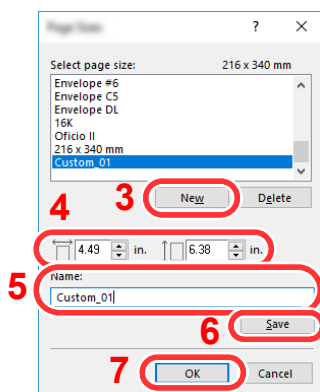 Page Sizes ? ×
Select page size: 216 x 340 mm
Envelope #6
Envelope C5
Envelope DL
16K
Oficio II
216 x 340 mm
Custom_01
3 New Delete
4
4.49 in. 6.38 in.
5 Name:
Custom_01
6 Save
7 OK Cancel